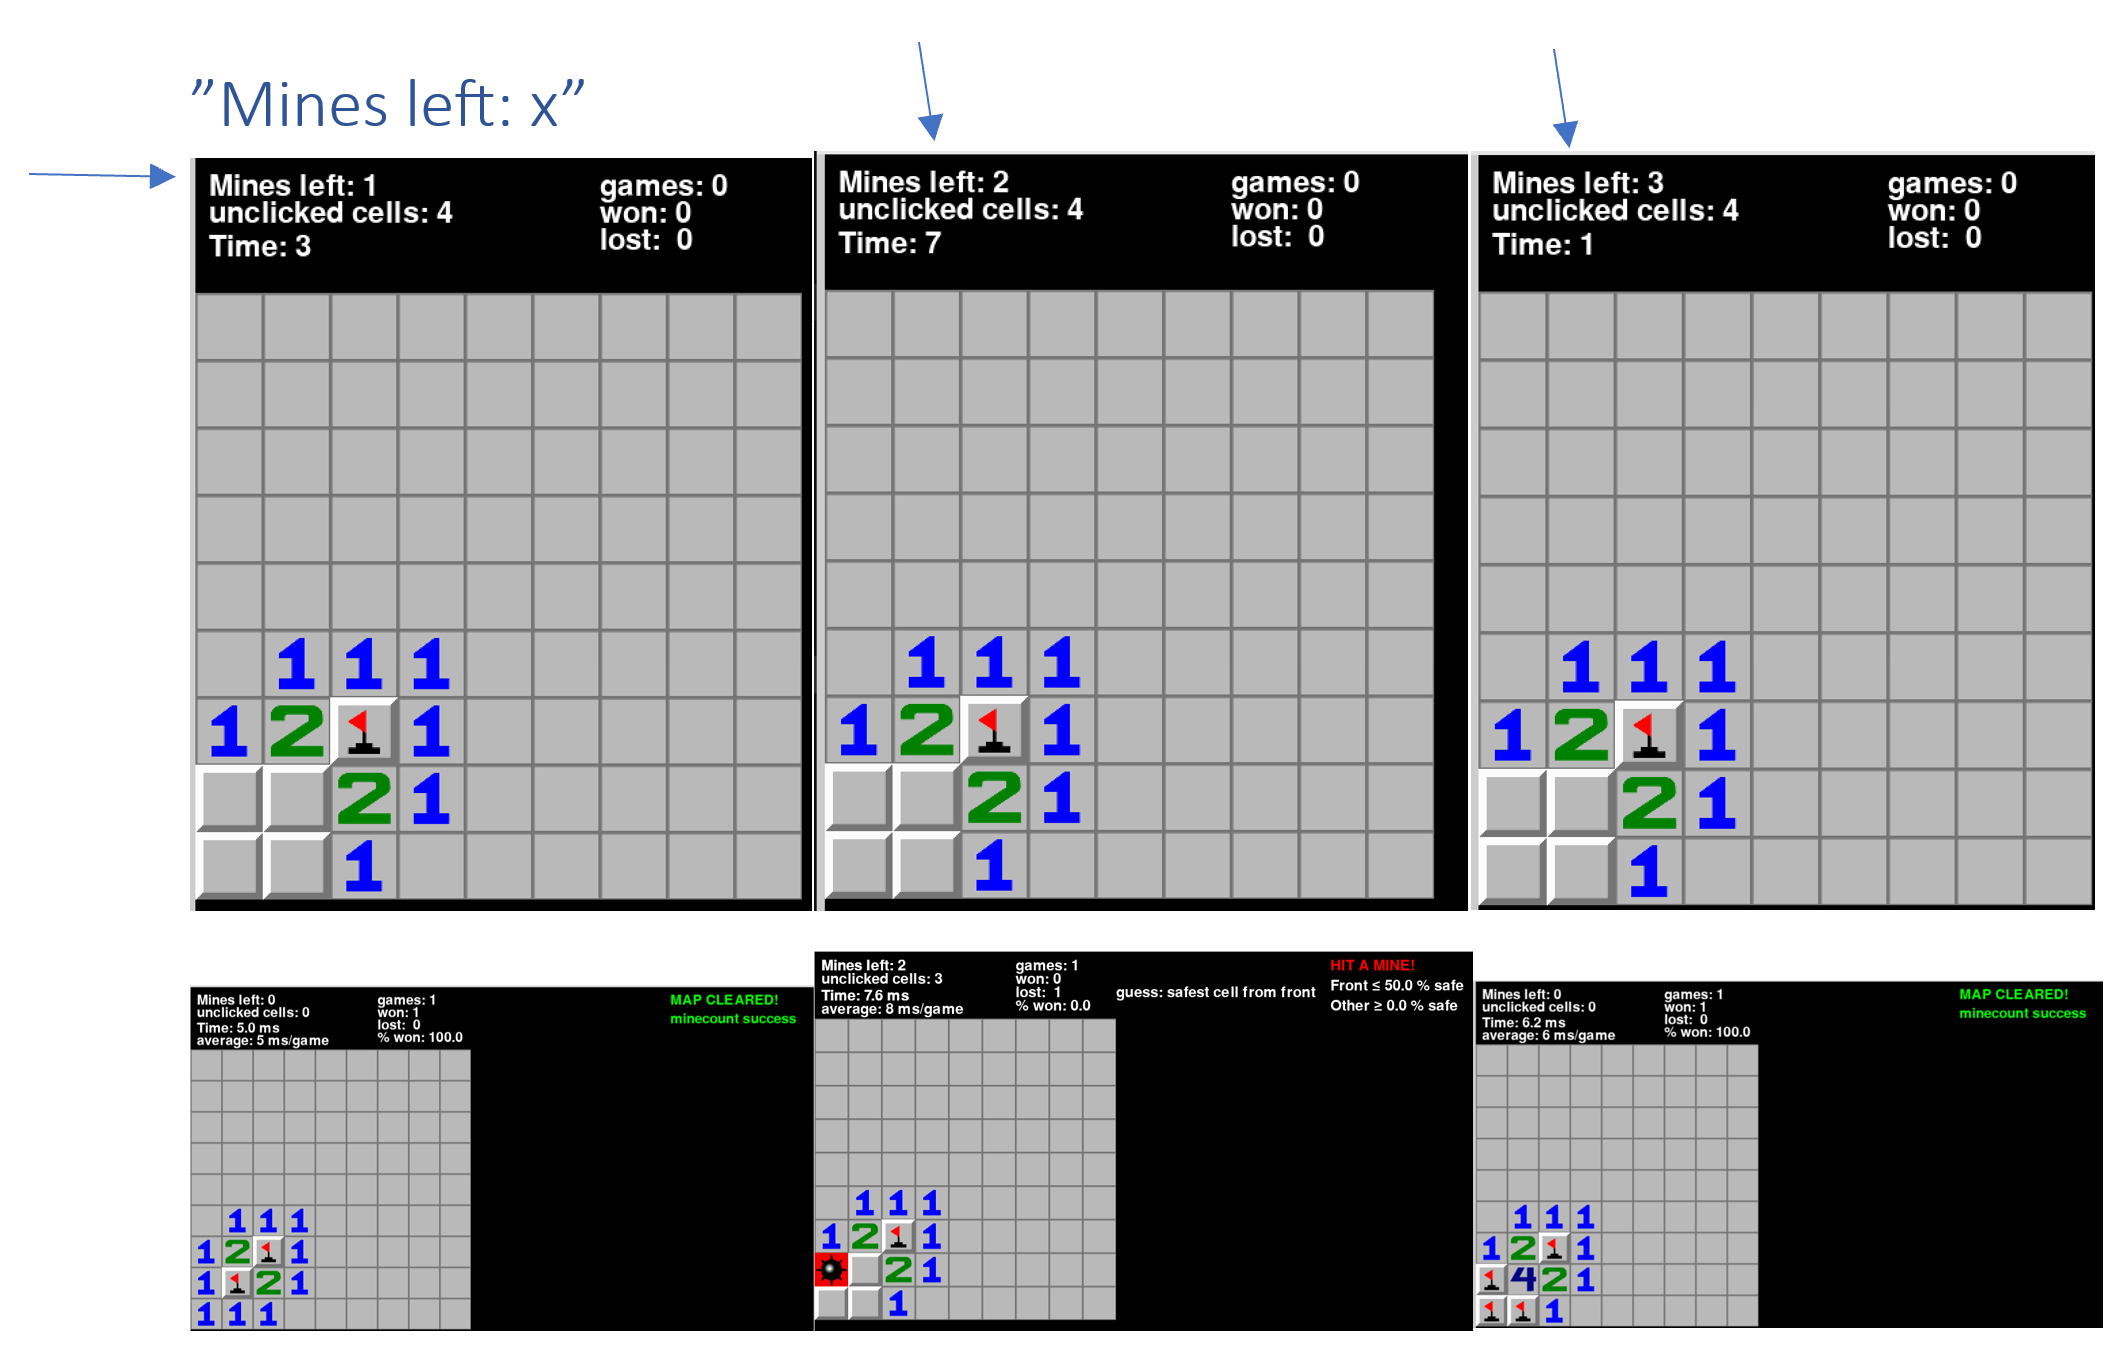 ”Mines left: x”
Mines left: 1
unclicked cells: 4
Time: 3
games: 0
won: 0
lost: 0
1 1 1
1 2 1
2 1
1
Mines left: 2
unclicked cells: 4
Time: 7
games: 0
won: 0
lost: 0
1 1 1
1 2 1
2 1
1
Mines left: 3
unclicked cells: 4
Time: 1
games: 0
won: 0
lost: 0
1 1 1
1 2 1
2 1
1
Mines left: 0
unclicked cells: 0
Time: 5.0 ms
average: 5 ms/game
games: 1
won: 1
lost: 0
% won: 100.0
MAP CLEARED!
minecount success
1 1 1
1 2 1
1 2 1
1 1 1
Mines left: 2
unclicked cells: 3
Time: 7.6 ms
average: 8 ms/game
games: 1
won: 0
lost: 1
% won: 0.0
guess: safest cell from front
HIT A MINE!
Front ≤ 50.0 % safe
Other ≥ 0.0 % safe
1 1 1
1 2 1
2 1
1
Mines left: 0
unclicked cells: 0
Time: 6.2 ms
average: 6 ms/game
games: 1
won: 1
lost: 0
% won: 100.0
MAP CLEARED!
minecount success
1 1 1
1 2 1
4 2 1
1